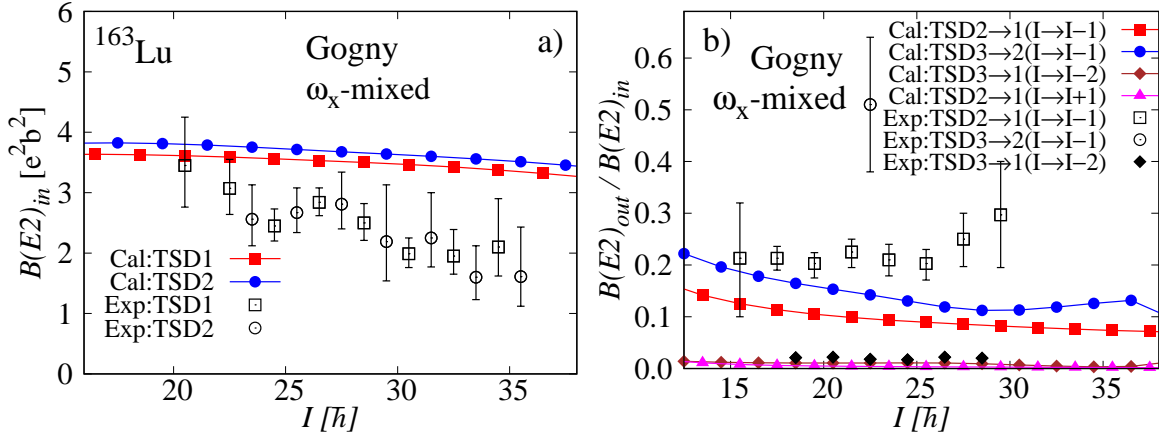 a)
¹⁶³Lu
Gogny
ωₓ-mixed
B(E2)in [e²b²]
6
5
4
3
2
1
0
Cal:TSD1
Cal:TSD2
Exp:TSD1
Exp:TSD2
20 25 30 35
I [ħ]
b)
Gogny
ωₓ-mixed
Cal:TSD2→1(I→I−1)
Cal:TSD3→2(I→I−1)
Cal:TSD3→1(I→I−2)
Cal:TSD2→1(I→I+1)
Exp:TSD2→1(I→I−1)
Exp:TSD3→2(I→I−1)
Exp:TSD3→1(I→I−2)
B(E2)out / B(E2)in
0.6
0.5
0.4
0.3
0.2
0.1
0.0
15 20 25 30 35
I [ħ]